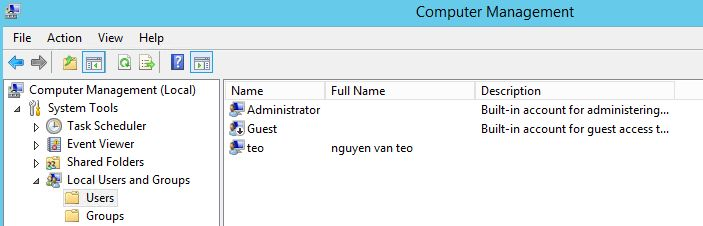 Computer Management
File Action View Help
Computer Management (Local)
System Tools
Task Scheduler
Event Viewer
Shared Folders
Local Users and Groups
Users
Groups
Name Full Name Description
Administrator Built-in account for administering...
Guest Built-in account for guest access t...
teo nguyen van teo